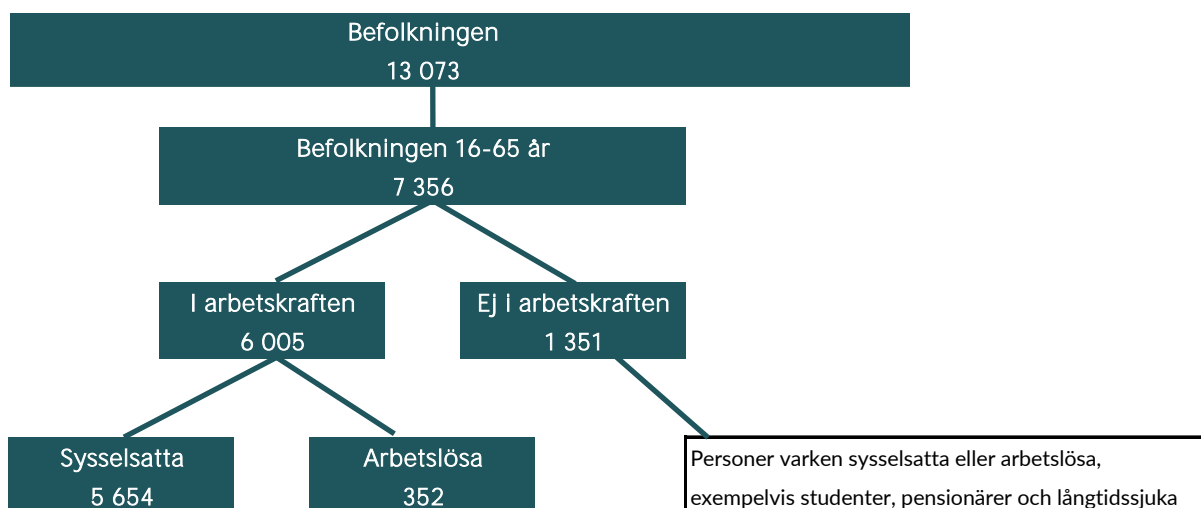 Befolkningen
13 073
Befolkningen 16-65 år
7 356
I arbetskraften
6 005
Ej i arbetskraften
1 351
Sysselsatta
5 654
Arbetslösa
352
Personer varken sysselsatta eller arbetslösa,
exempelvis studenter, pensionärer och långtidssjuka